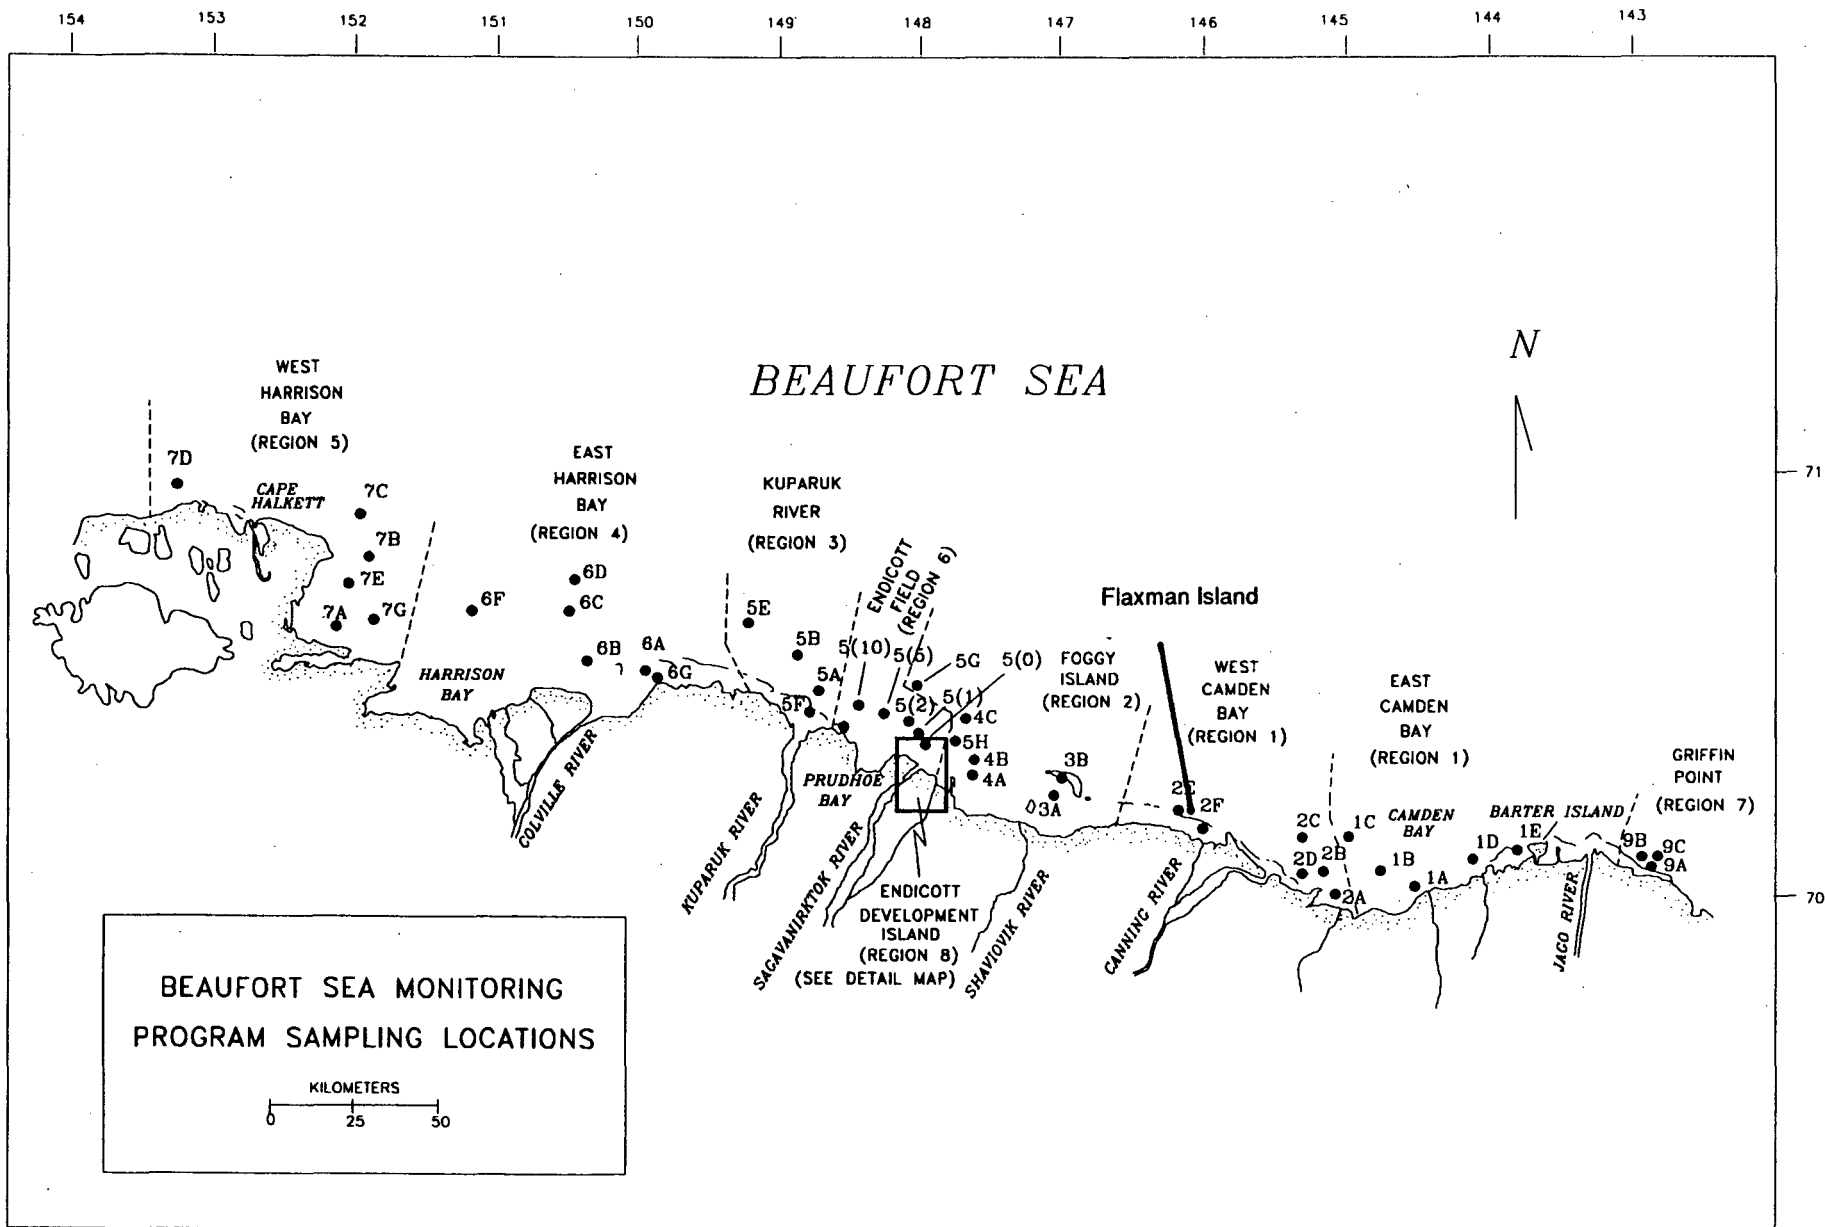 154 153 152 151 150 149 148 147 146 145 144 143
N
BEAUFORT SEA
WEST
HARRISON
BAY
(REGION 5)
EAST
HARRISON
BAY
(REGION 4)
KUPARUK
RIVER
(REGION 3)
ENDICOTT
FIELD
(REGION 6)
Flaxman Island
FOGGY
ISLAND
(REGION 2)
WEST
CAMDEN
BAY
(REGION 1)
EAST
CAMDEN
BAY
(REGION 1)
GRIFFIN
POINT
(REGION 7)
71
70
7D
CAPE
HALKETT
7C
7B
7E
7A
7G
6F
6D
6C
6B
6A
6G
HARRISON
BAY
5E
5B
5A
5F
5(10)
5(5)
5G
5(0)
5(1)
5(2)
4C
5H
4B
4A
3B
3A
2E
2F
2C
2D
2B
2A
1C
1B
1A
1D
1E
CAMDEN
BAY
BARTER ISLAND
9B
9C
9A
PRUDHOE
BAY
COLVILLE RIVER
KUPARUK RIVER
SAGAVANIRKTOK RIVER
SHAVIOVIK RIVER
CANNING RIVER
JAGO RIVER
ENDICOTT
DEVELOPMENT
ISLAND
(REGION 8)
(SEE DETAIL MAP)
BEAUFORT SEA MONITORING
PROGRAM SAMPLING LOCATIONS
KILOMETERS
0 25 50